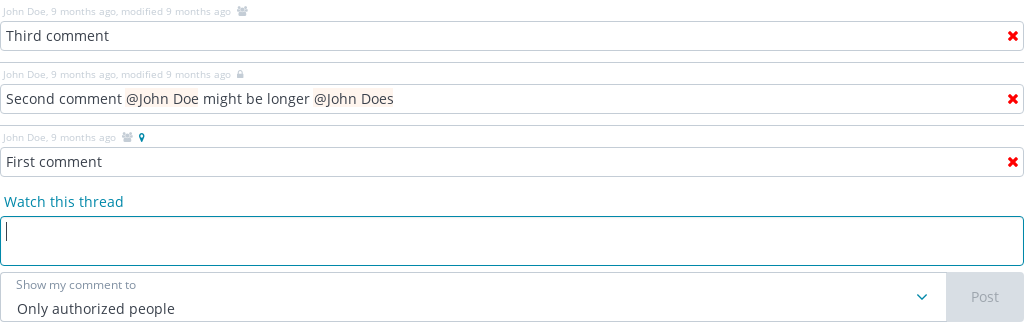 John Doe, 9 months ago, modified 9 months ago
Third comment
John Doe, 9 months ago, modified 9 months ago
Second comment @John Doe might be longer @John Does
John Doe, 9 months ago
First comment
Watch this thread
Show my comment to
Only authorized people
Post